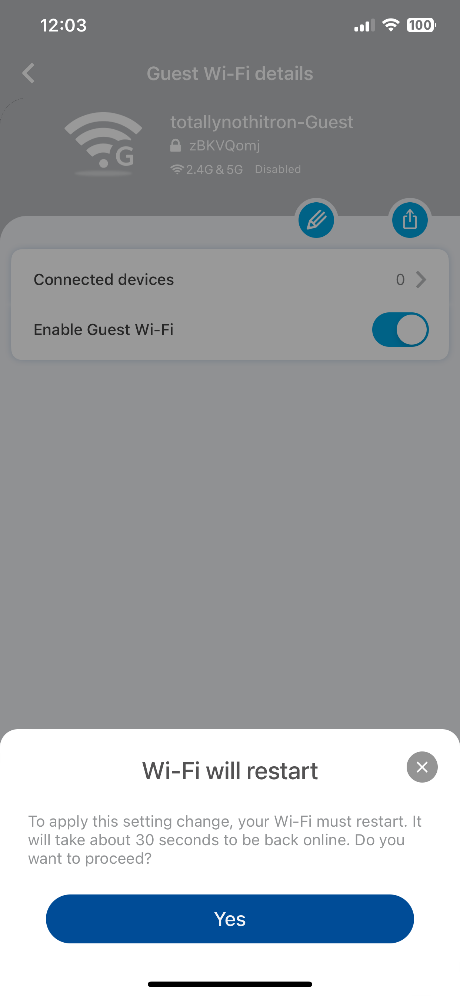 12:03
100
Guest Wi-Fi details
totallynothitron-Guest
zBKVQomj
G
2.4G & 5G Disabled
Connected devices 0
Enable Guest Wi-Fi
Wi-Fi will restart
To apply this setting change, your Wi-Fi must restart. It
will take about 30 seconds to be back online. Do you
want to proceed?
Yes